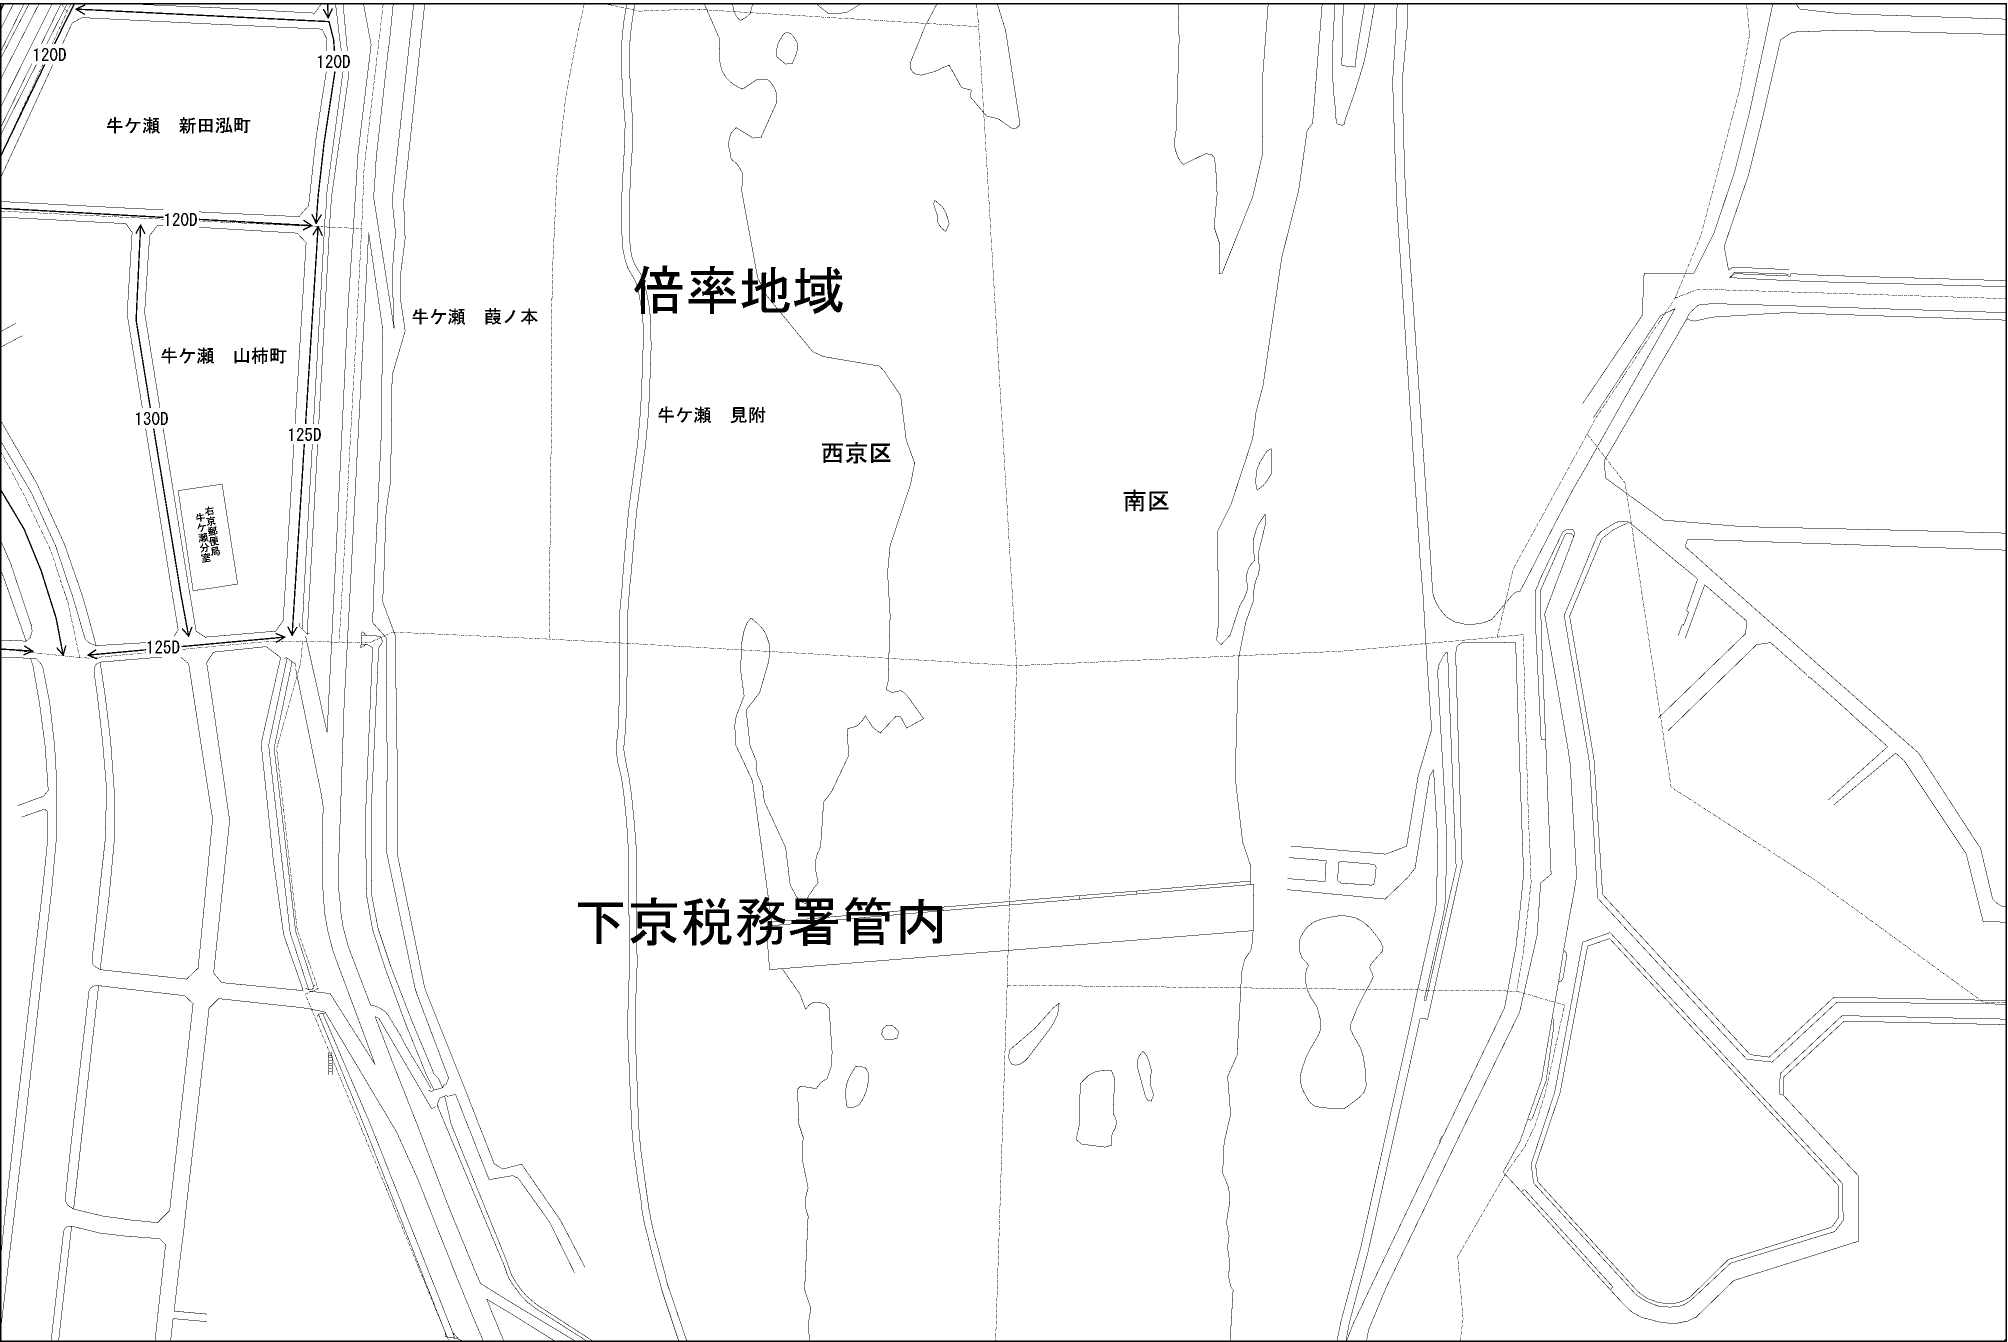 120D
120D
牛ケ瀬　新田泓町
120D
倍率地域
牛ケ瀬　葭ノ本
牛ケ瀬　山柿町
130D
牛ケ瀬　見附
125D
西京区
南区
右京郵便局
牛ケ瀬分室
125D
下京税務署管内